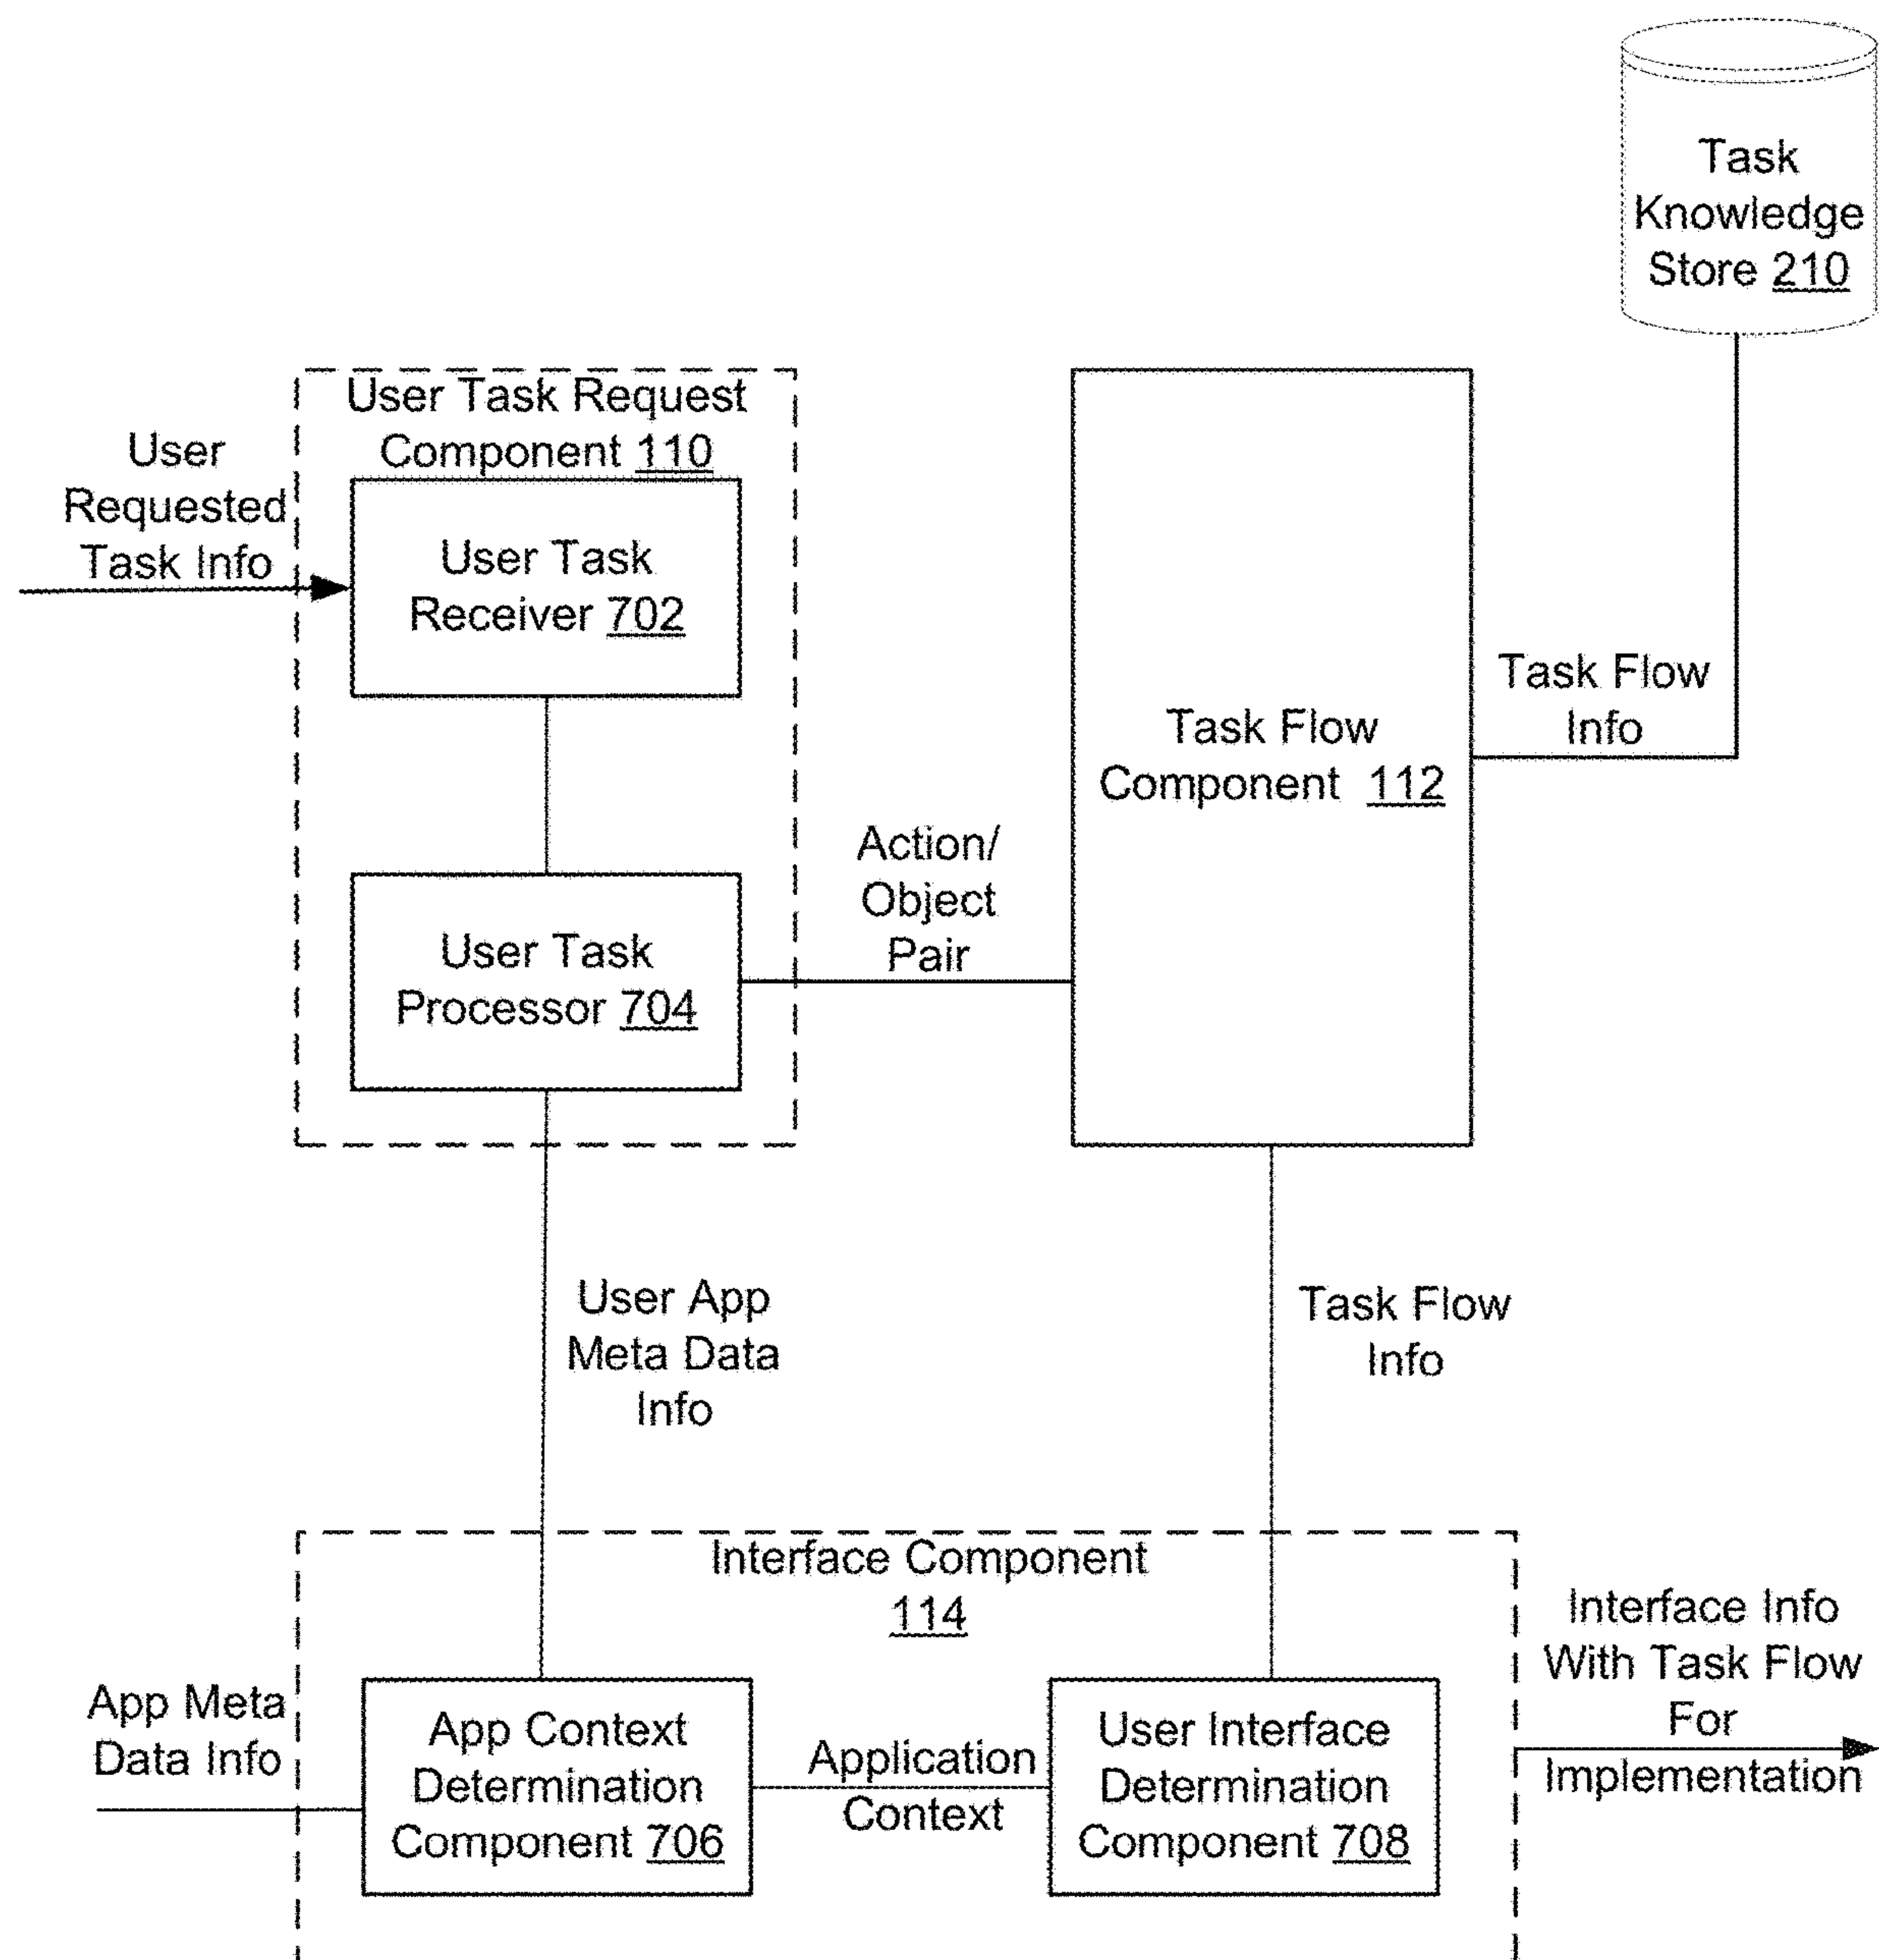 Task
Knowledge
Store 210
User Task Request
Component 110
User
Requested
Task Info
User Task
Receiver 702
Task Flow
Component 112
Task Flow
Info
Action/
Object
Pair
User Task
Processor 704
User App
Meta Data
Info
Task Flow
Info
Interface Component
114
Interface Info
With Task Flow
For
Implementation
App Meta
Data Info
App Context
Determination
Component 706
Application
Context
User Interface
Determination
Component 708